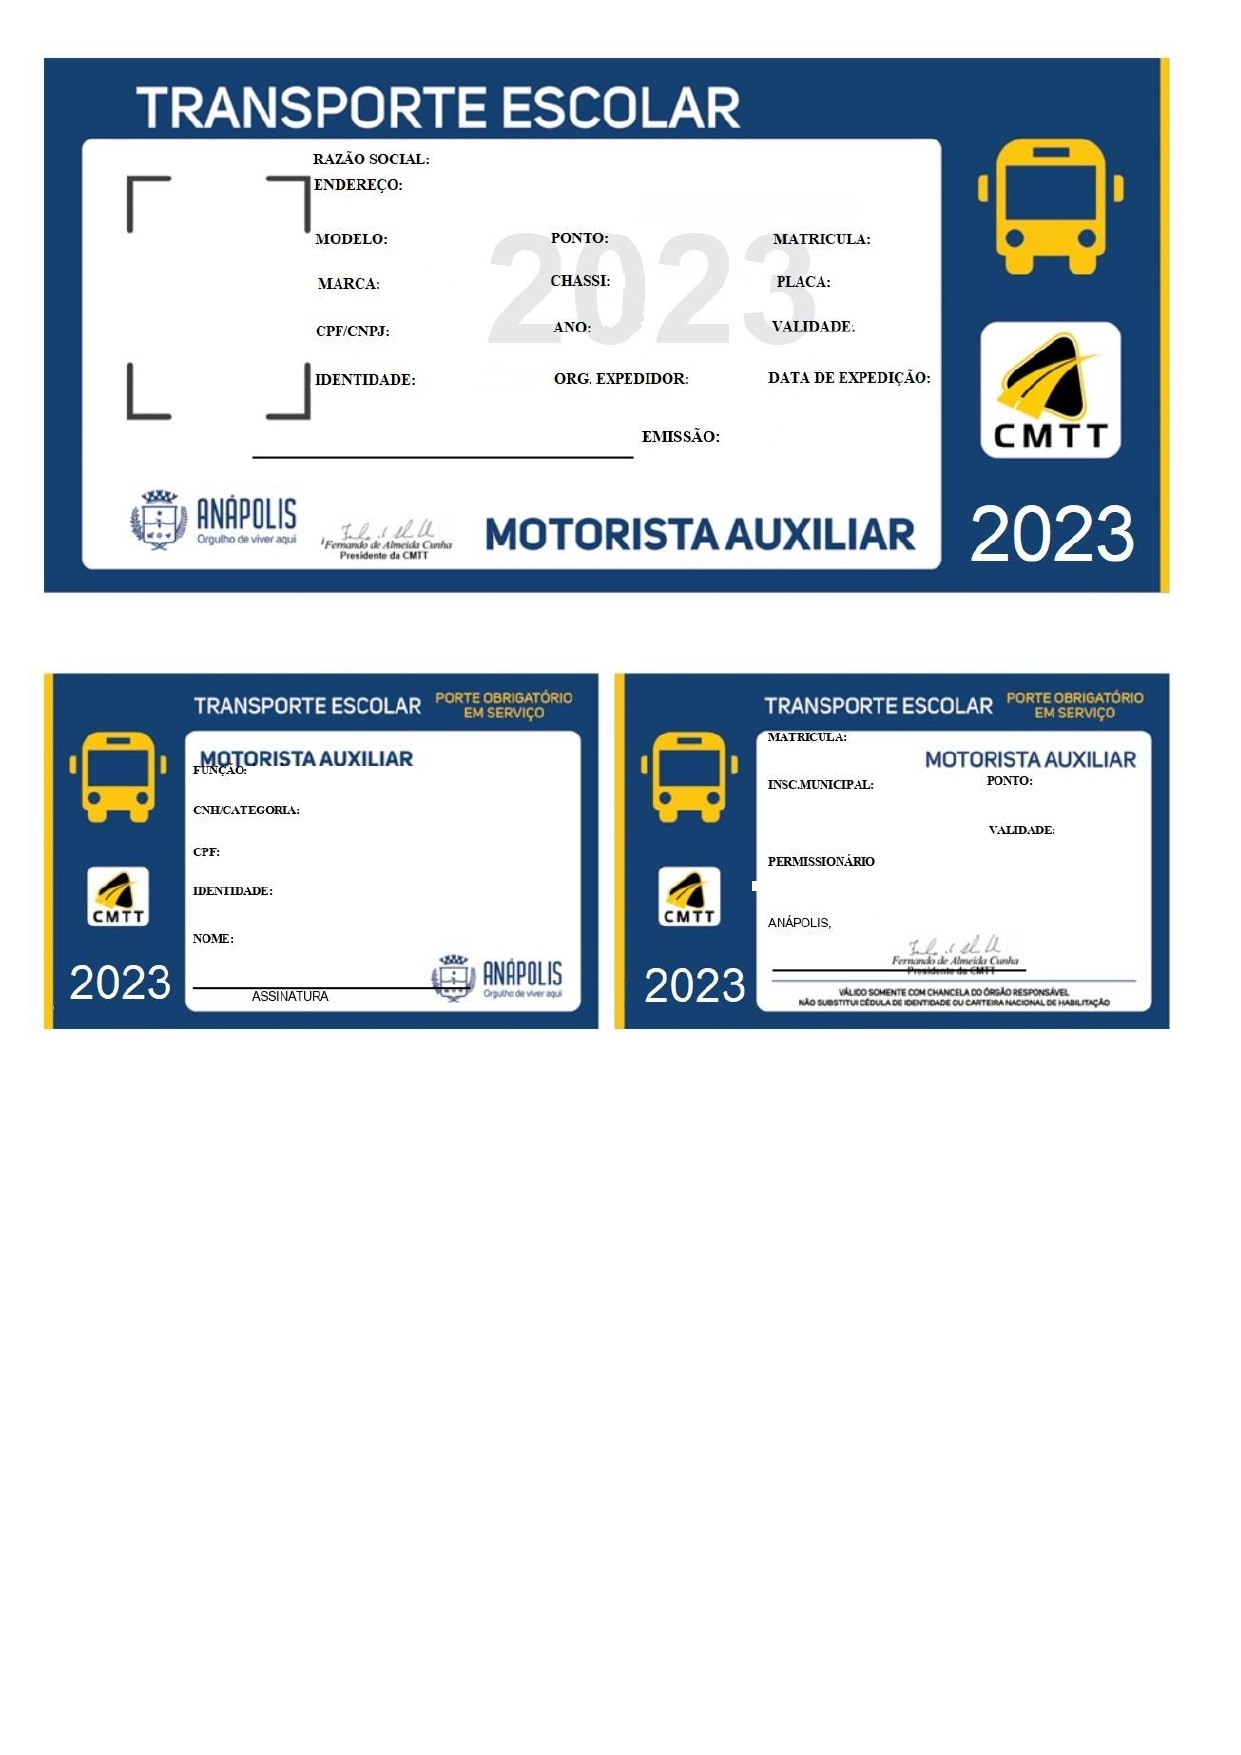 TRANSPORTE ESCOLAR
RAZÃO SOCIAL:
ENDEREÇO:
2023
MODELO: PONTO: MATRICULA:
MARCA: CHASSI: PLACA:
CPF/CNPJ: ANO: VALIDADE:
IDENTIDADE: ORG. EXPEDIDOR: DATA DE EXPEDIÇÃO:
EMISSÃO:
CMTT
ANÁPOLIS
Orgulho de viver aqui
Fernando de Almeida Cunha
Presidente da CMTT
MOTORISTA AUXILIAR
2023
TRANSPORTE ESCOLAR PORTE OBRIGATÓRIO
EM SERVIÇO
MOTORISTA AUXILIAR
FUNÇÃO:
CNH/CATEGORIA:
CPF:
IDENTIDADE:
CMTT
NOME:
2023
ANÁPOLIS
Orgulho de viver aqui
ASSINATURA
TRANSPORTE ESCOLAR PORTE OBRIGATÓRIO
EM SERVIÇO
MATRICULA:
MOTORISTA AUXILIAR
INSC.MUNICIPAL: PONTO:
VALIDADE:
PERMISSIONÁRIO
CMTT
ANÁPOLIS,
Fernando de Almeida Cunha
Presidente da CMTT
2023
VÁLIDO SOMENTE COM CHANCELA DO ÓRGÃO RESPONSÁVEL
NÃO SUBSTITUI CÉDULA DE IDENTIDADE OU CARTEIRA NACIONAL DE HABILITAÇÃO